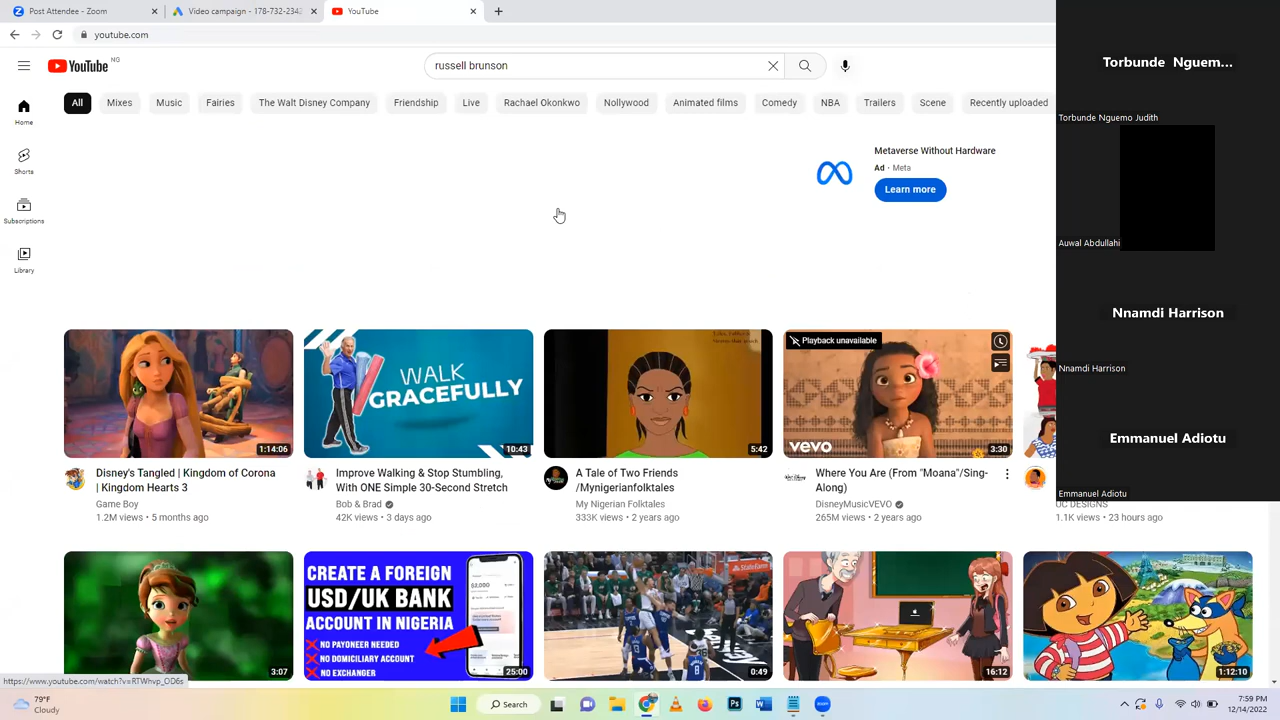 Post Attendee - Zoom
Video campaign - 178-732-234
YouTube
youtube.com
YouTube NG
russell brunson
All
Mixes
Music
Fairies
The Walt Disney Company
Friendship
Live
Rachael Okonkwo
Nollywood
Animated films
Comedy
NBA
Trailers
Scene
Recently uploaded
Home
Shorts
Subscriptions
Library
Metaverse Without Hardware
Ad · Meta
Learn more
Torbunde Nguem...
Torbunde Nguemo Judith
Auwal Abdullahi
Nnamdi Harrison
Nnamdi Harrison
Emmanuel Adiotu
Emmanuel Adiotu
1:14:06
WALK
GRACEFULLY
10:43
5:42
Playback unavailable
vevo
3:30
Disney's Tangled | Kingdom of Corona
| Kingdom Hearts 3
Game Boy
1.2M views • 5 months ago
Improve Walking & Stop Stumbling,
With ONE Simple 30-Second Stretch
Bob & Brad
42K views • 3 days ago
A Tale of Two Friends
/Mynigerianfolktales
My Nigerian Folktales
333K views • 2 years ago
Where You Are (From "Moana"/Sing-
Along)
DisneyMusicVEVO
265M views • 2 years ago
UC DESIGNS
1.1K views • 23 hours ago
3:07
CREATE A FOREIGN
USD/UK BANK
ACCOUNT IN NIGERIA
NO PAYONEER NEEDED
NO DOMICILIARY ACCOUNT
NO EXCHANGER
25:00
StateFarm
0:49
16:12
1:12:10
https://www.youtube.com/watch?v=RTWhvp_OD6s
79°F
Cloudy
Search
7:59 PM
12/14/2022